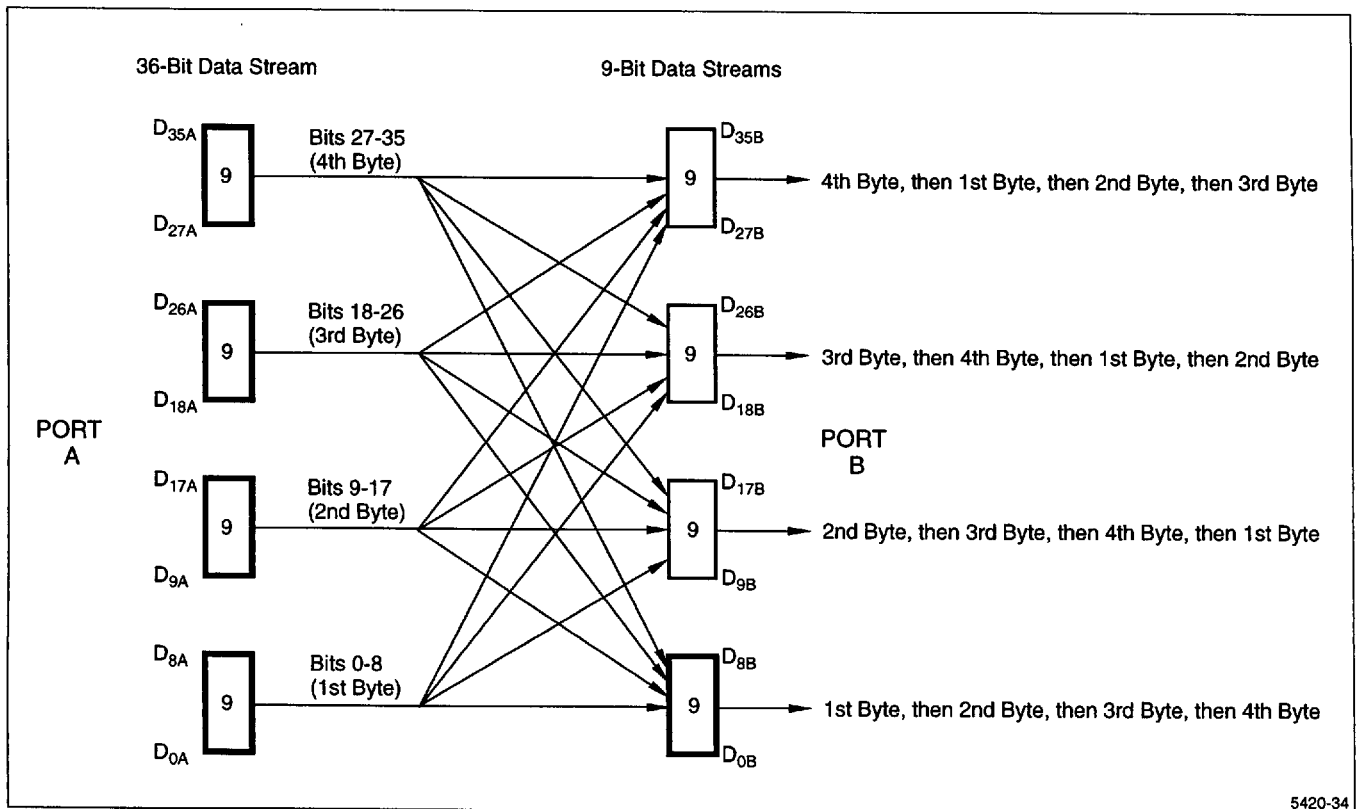 36-Bit Data Stream
9-Bit Data Streams
D35A
9
D27A
Bits 27-35
(4th Byte)
D35B
9
D27B
4th Byte, then 1st Byte, then 2nd Byte, then 3rd Byte
D26A
9
D18A
Bits 18-26
(3rd Byte)
D26B
9
D18B
3rd Byte, then 4th Byte, then 1st Byte, then 2nd Byte
PORT
A
PORT
B
D17A
9
D9A
Bits 9-17
(2nd Byte)
D17B
9
D9B
2nd Byte, then 3rd Byte, then 4th Byte, then 1st Byte
D8A
9
D0A
Bits 0-8
(1st Byte)
D8B
9
D0B
1st Byte, then 2nd Byte, then 3rd Byte, then 4th Byte
5420-34